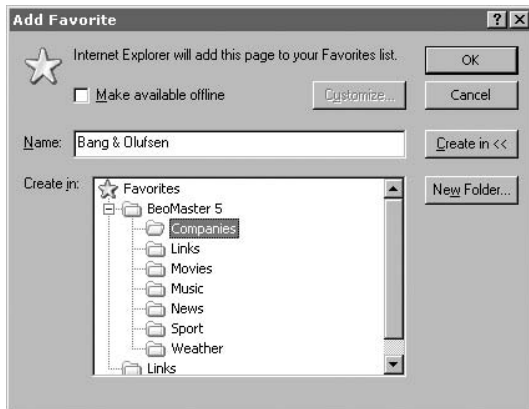 Add Favorite
Internet Explorer will add this page to your Favorites list.
OK
Make available offline
Customize...
Cancel
Name: Bang & Olufsen
Create in <<
Create in:
Favorites
New Folder...
BeoMaster 5
Companies
Links
Movies
Music
News
Sport
Weather
Links